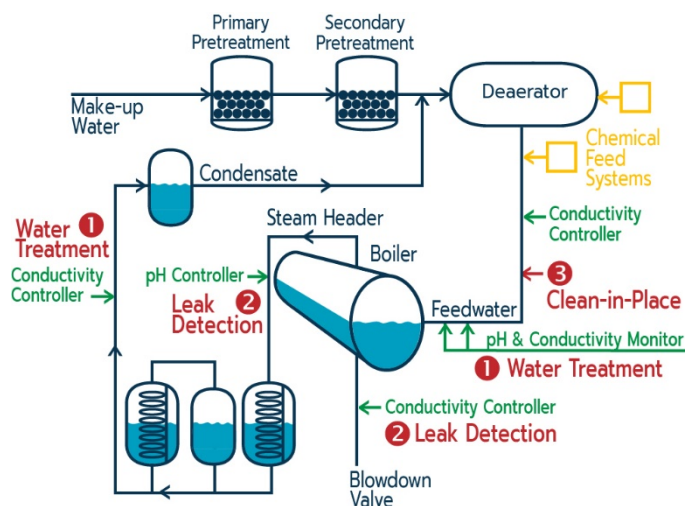 Primary
Pretreatment
Secondary
Pretreatment
Deaerator
Make-up
Water
Chemical
Feed
Systems
Condensate
Water 1
Treatment
Steam Header
Boiler
Conductivity
Controller
Conductivity
Controller
pH Controller
Leak 2
Detection
3
Clean-in-Place
Feedwater
pH & Conductivity Monitor
1 Water Treatment
Conductivity Controller
2 Leak Detection
Blowdown
Valve